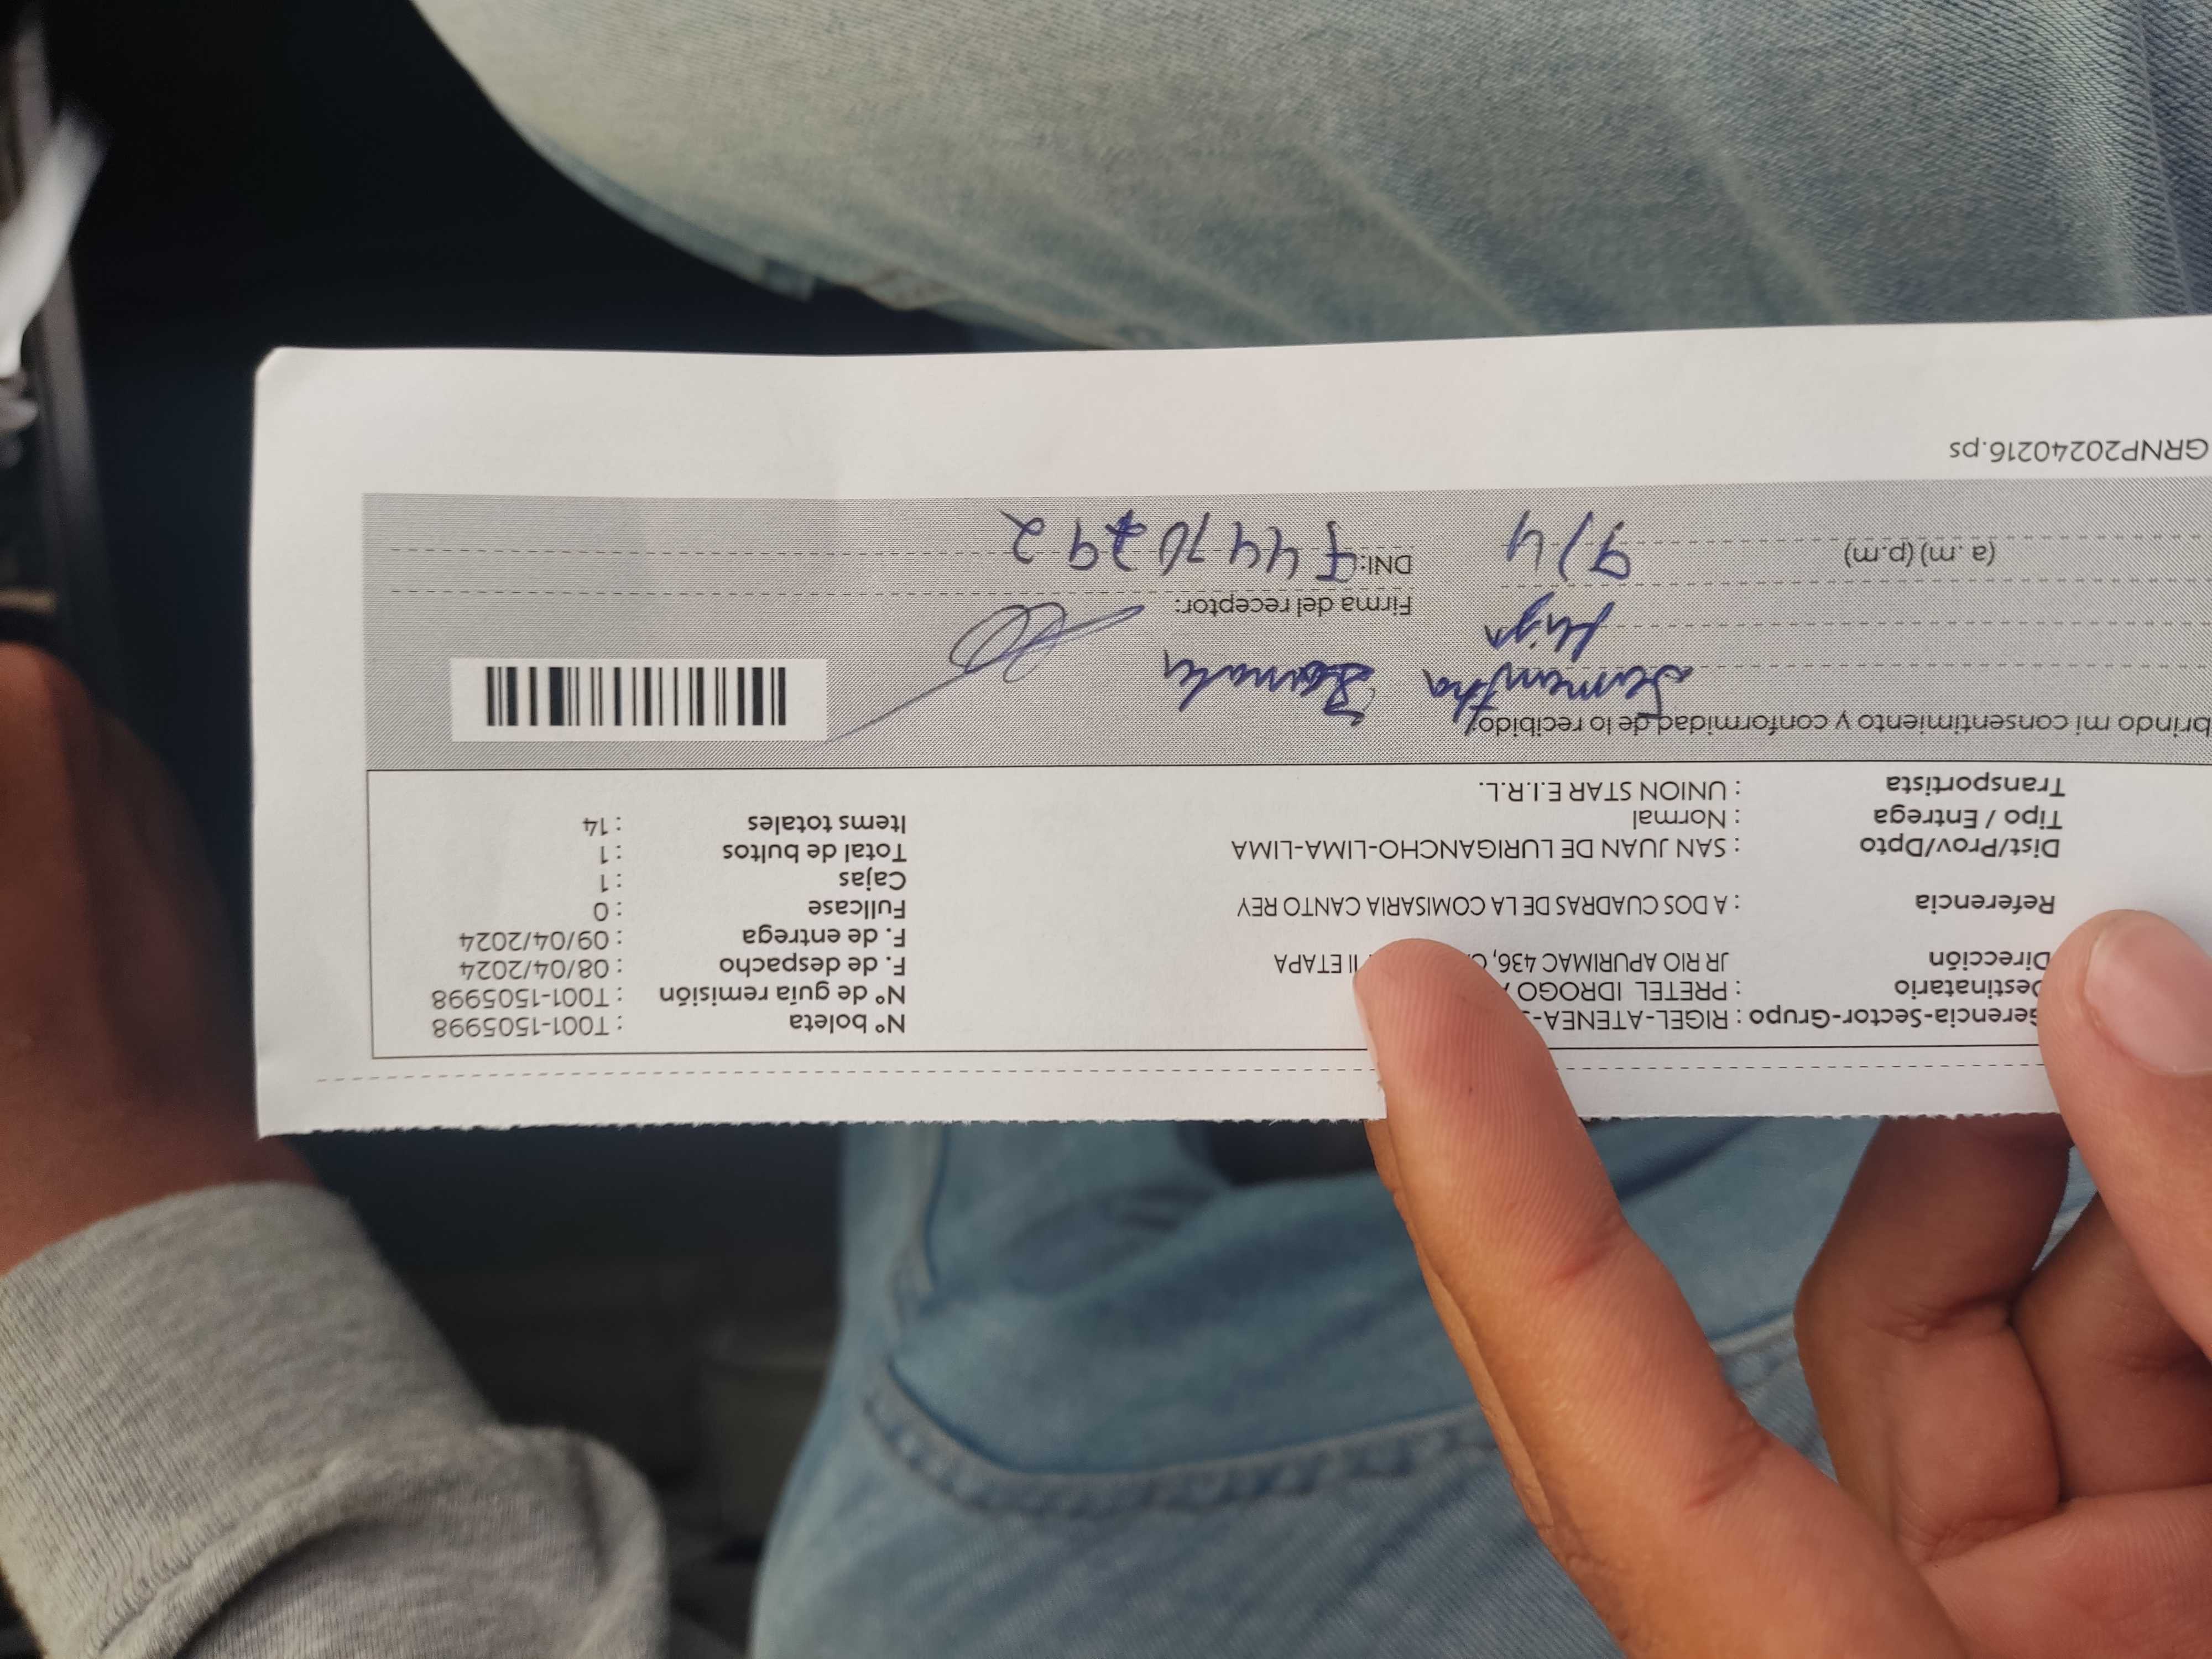 Gerencia-Sector-Grupo : RIGEL-ATENEA- Nº boleta : T001-1505998
Destinatario : PRETEL IDROGO Nº de guía remisión : T001-1505998
Dirección : JR RIO APURIMAC 436, II ETAPA F. de despacho : 08/04/2024
F. de entrega : 09/04/2024
Referencia : A DOS CUADRAS DE LA COMISARIA CANTO REY Fullcase : 0
Cajas : 1
Dist/Prov/Dpto : SAN JUAN DE LURIGANCHO-LIMA-LIMA Total de bultos : 1
Tipo / Entrega : Normal Items totales : 14
Transportista : UNION STAR E.I.R.L.
brindo mi consentimiento y conformidad de lo recibido.
Samantha
Hija Firma del receptor:
(a.m) (p.m) 9/4 DNI:
GRNP20240216.ps